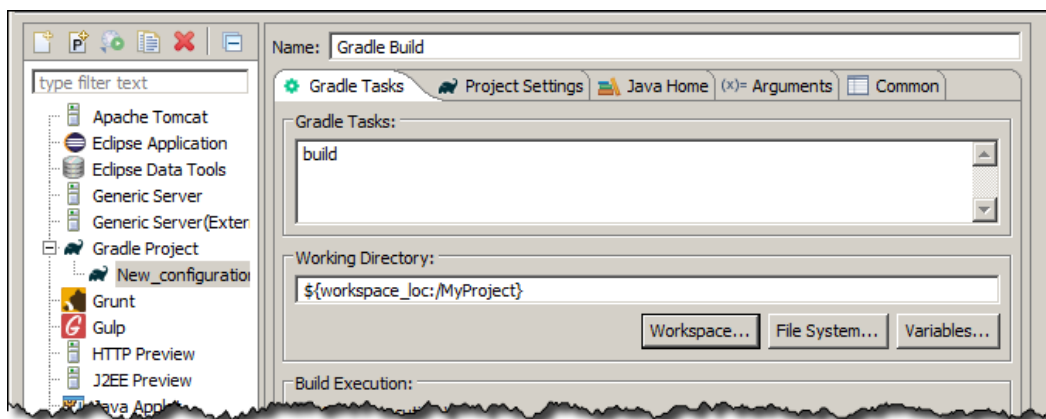 Name: Gradle Build
type filter text
Gradle Tasks Project Settings Java Home (x)= Arguments Common
Apache Tomcat
Eclipse Application
Eclipse Data Tools
Generic Server
Generic Server(Exter
Gradle Project
New_configuration
Grunt
Gulp
HTTP Preview
J2EE Preview
Java Appl
Gradle Tasks:
build
Working Directory:
${workspace_loc:/MyProject}
Workspace... File System... Variables...
Build Execution: